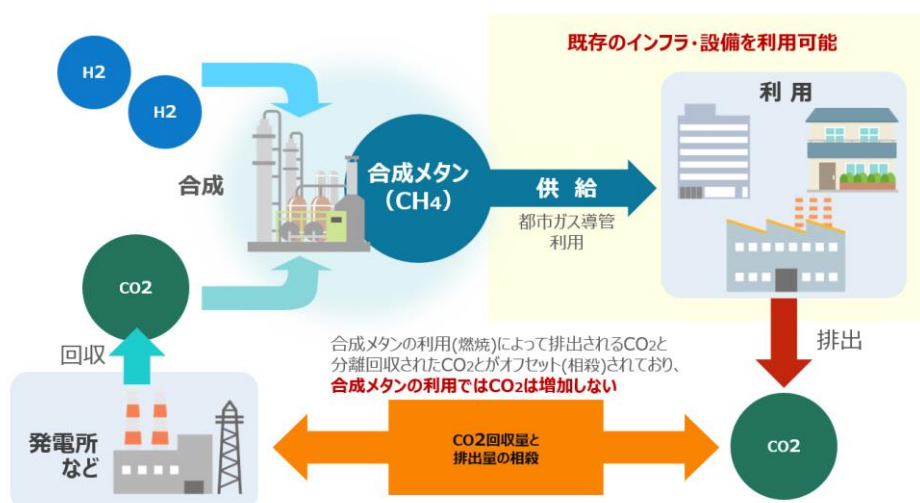 既存のインフラ・設備を利用可能
H2
H2
利用
合成
合成メタン
（CH4）
供給
都市ガス導管
利用
CO2
回収
合成メタンの利用(燃焼)によって排出されるCO2と
分離回収されたCO2とがオフセット(相殺)されており、
合成メタンの利用ではCO2は増加しない
排出
発電所
など
CO2回収量と
排出量の相殺
CO2